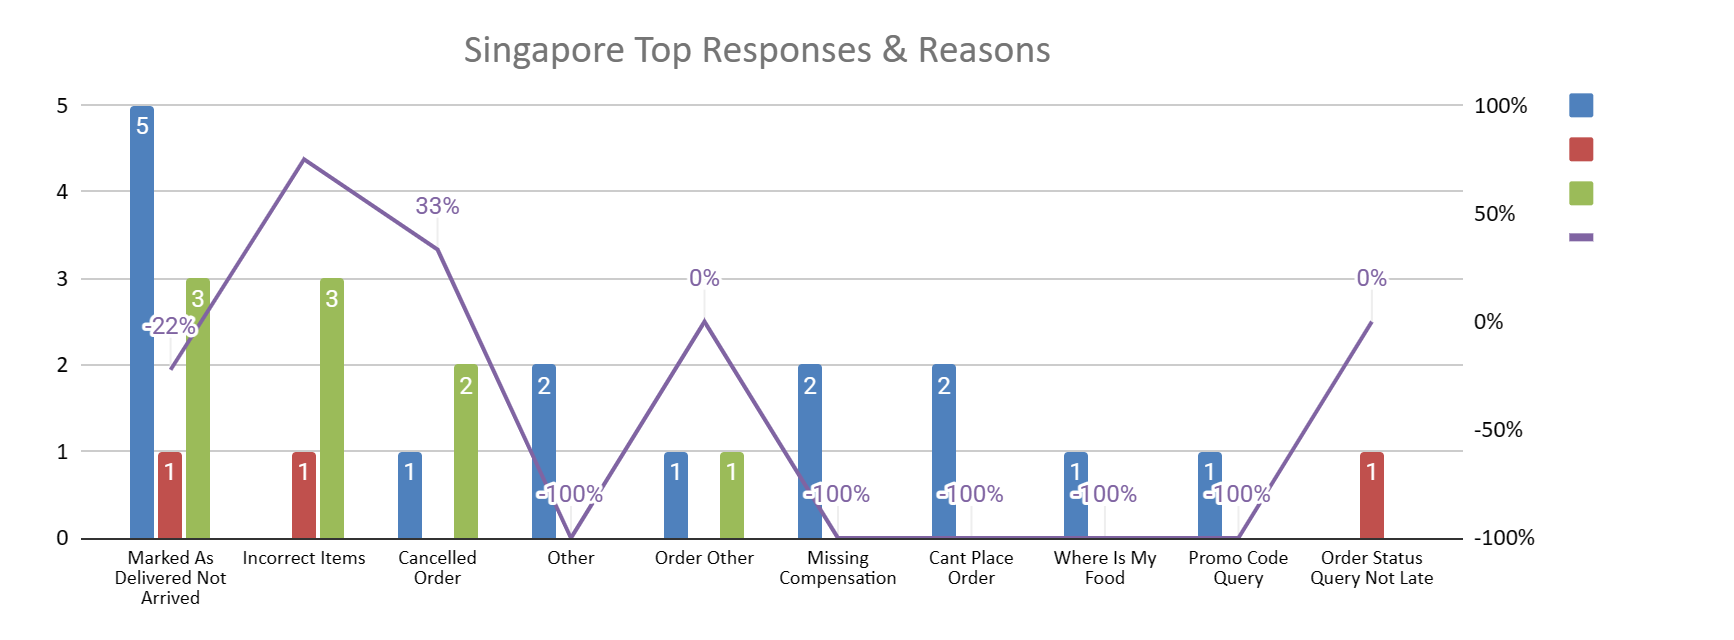 Singapore Top Responses & Reasons
5
4
3
2
1
0
100%
50%
0%
-50%
-100%
5
1
3
-22%
1
3
1
2
33%
2
-100%
1
1
0%
2
-100%
2
-100%
1
-100%
1
-100%
1
0%
Marked As
Delivered Not
Arrived
Incorrect Items
Cancelled
Order
Other
Order Other
Missing
Compensation
Cant Place
Order
Where Is My
Food
Promo Code
Query
Order Status
Query Not Late